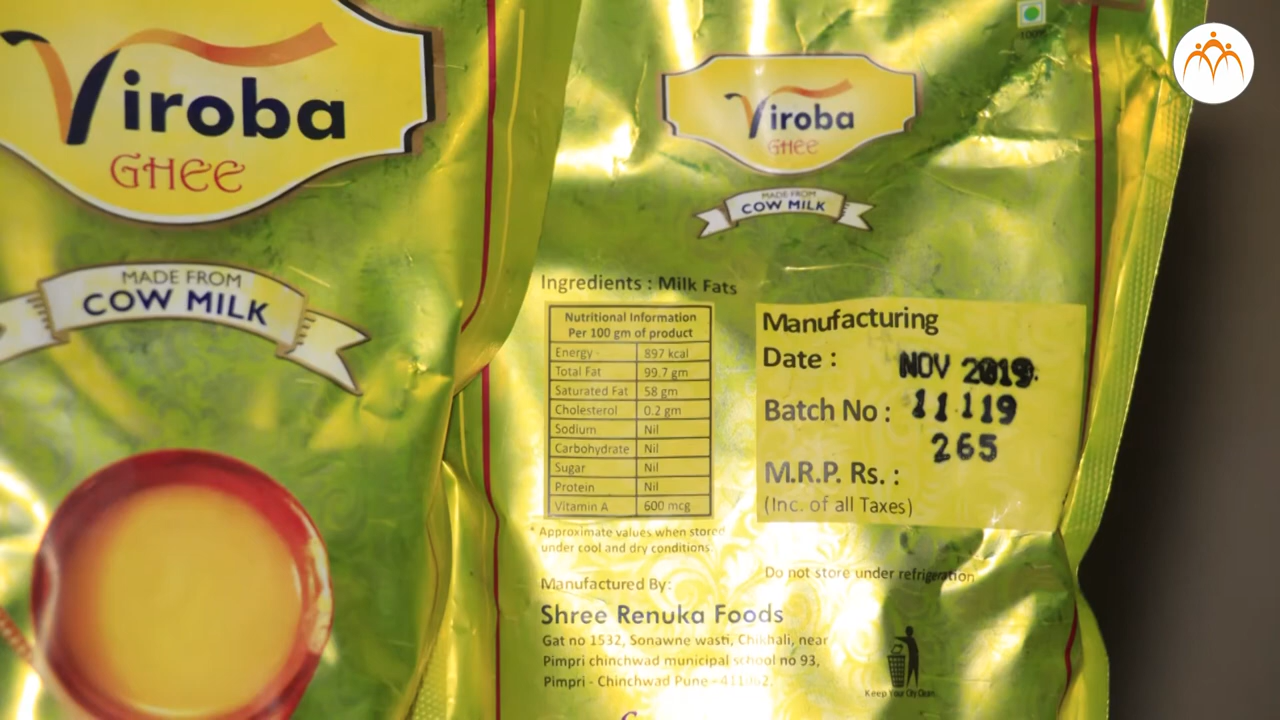 Viroba
GHEE
MADE FROM
COW MILK
100%
Viroba
GHEE
MADE FROM
COW MILK
Ingredients : Milk Fats
Nutritional Information
Per 100 gm of product
Energy 897 kcal
Total Fat 99.7 gm
Saturated Fat 58 gm
Cholesterol 0.2 gm
Sodium Nil
Carbohydrate Nil
Sugar Nil
Protein Nil
Vitamin A 600 mcg
* Approximate values when stored
under cool and dry conditions
Manufacturing
Date : NOV 2019
Batch No : 11119
265
M.R.P. Rs. :
(Inc. of all Taxes)
Do not store under refrigeration
Manufactured By:
Shree Renuka Foods
Gat no 1532, Sonawne wasti, Chikhali, near
Pimpri chinchwad municipal school no 93,
Pimpri - Chinchwad Pune -
Keep Your City Clean